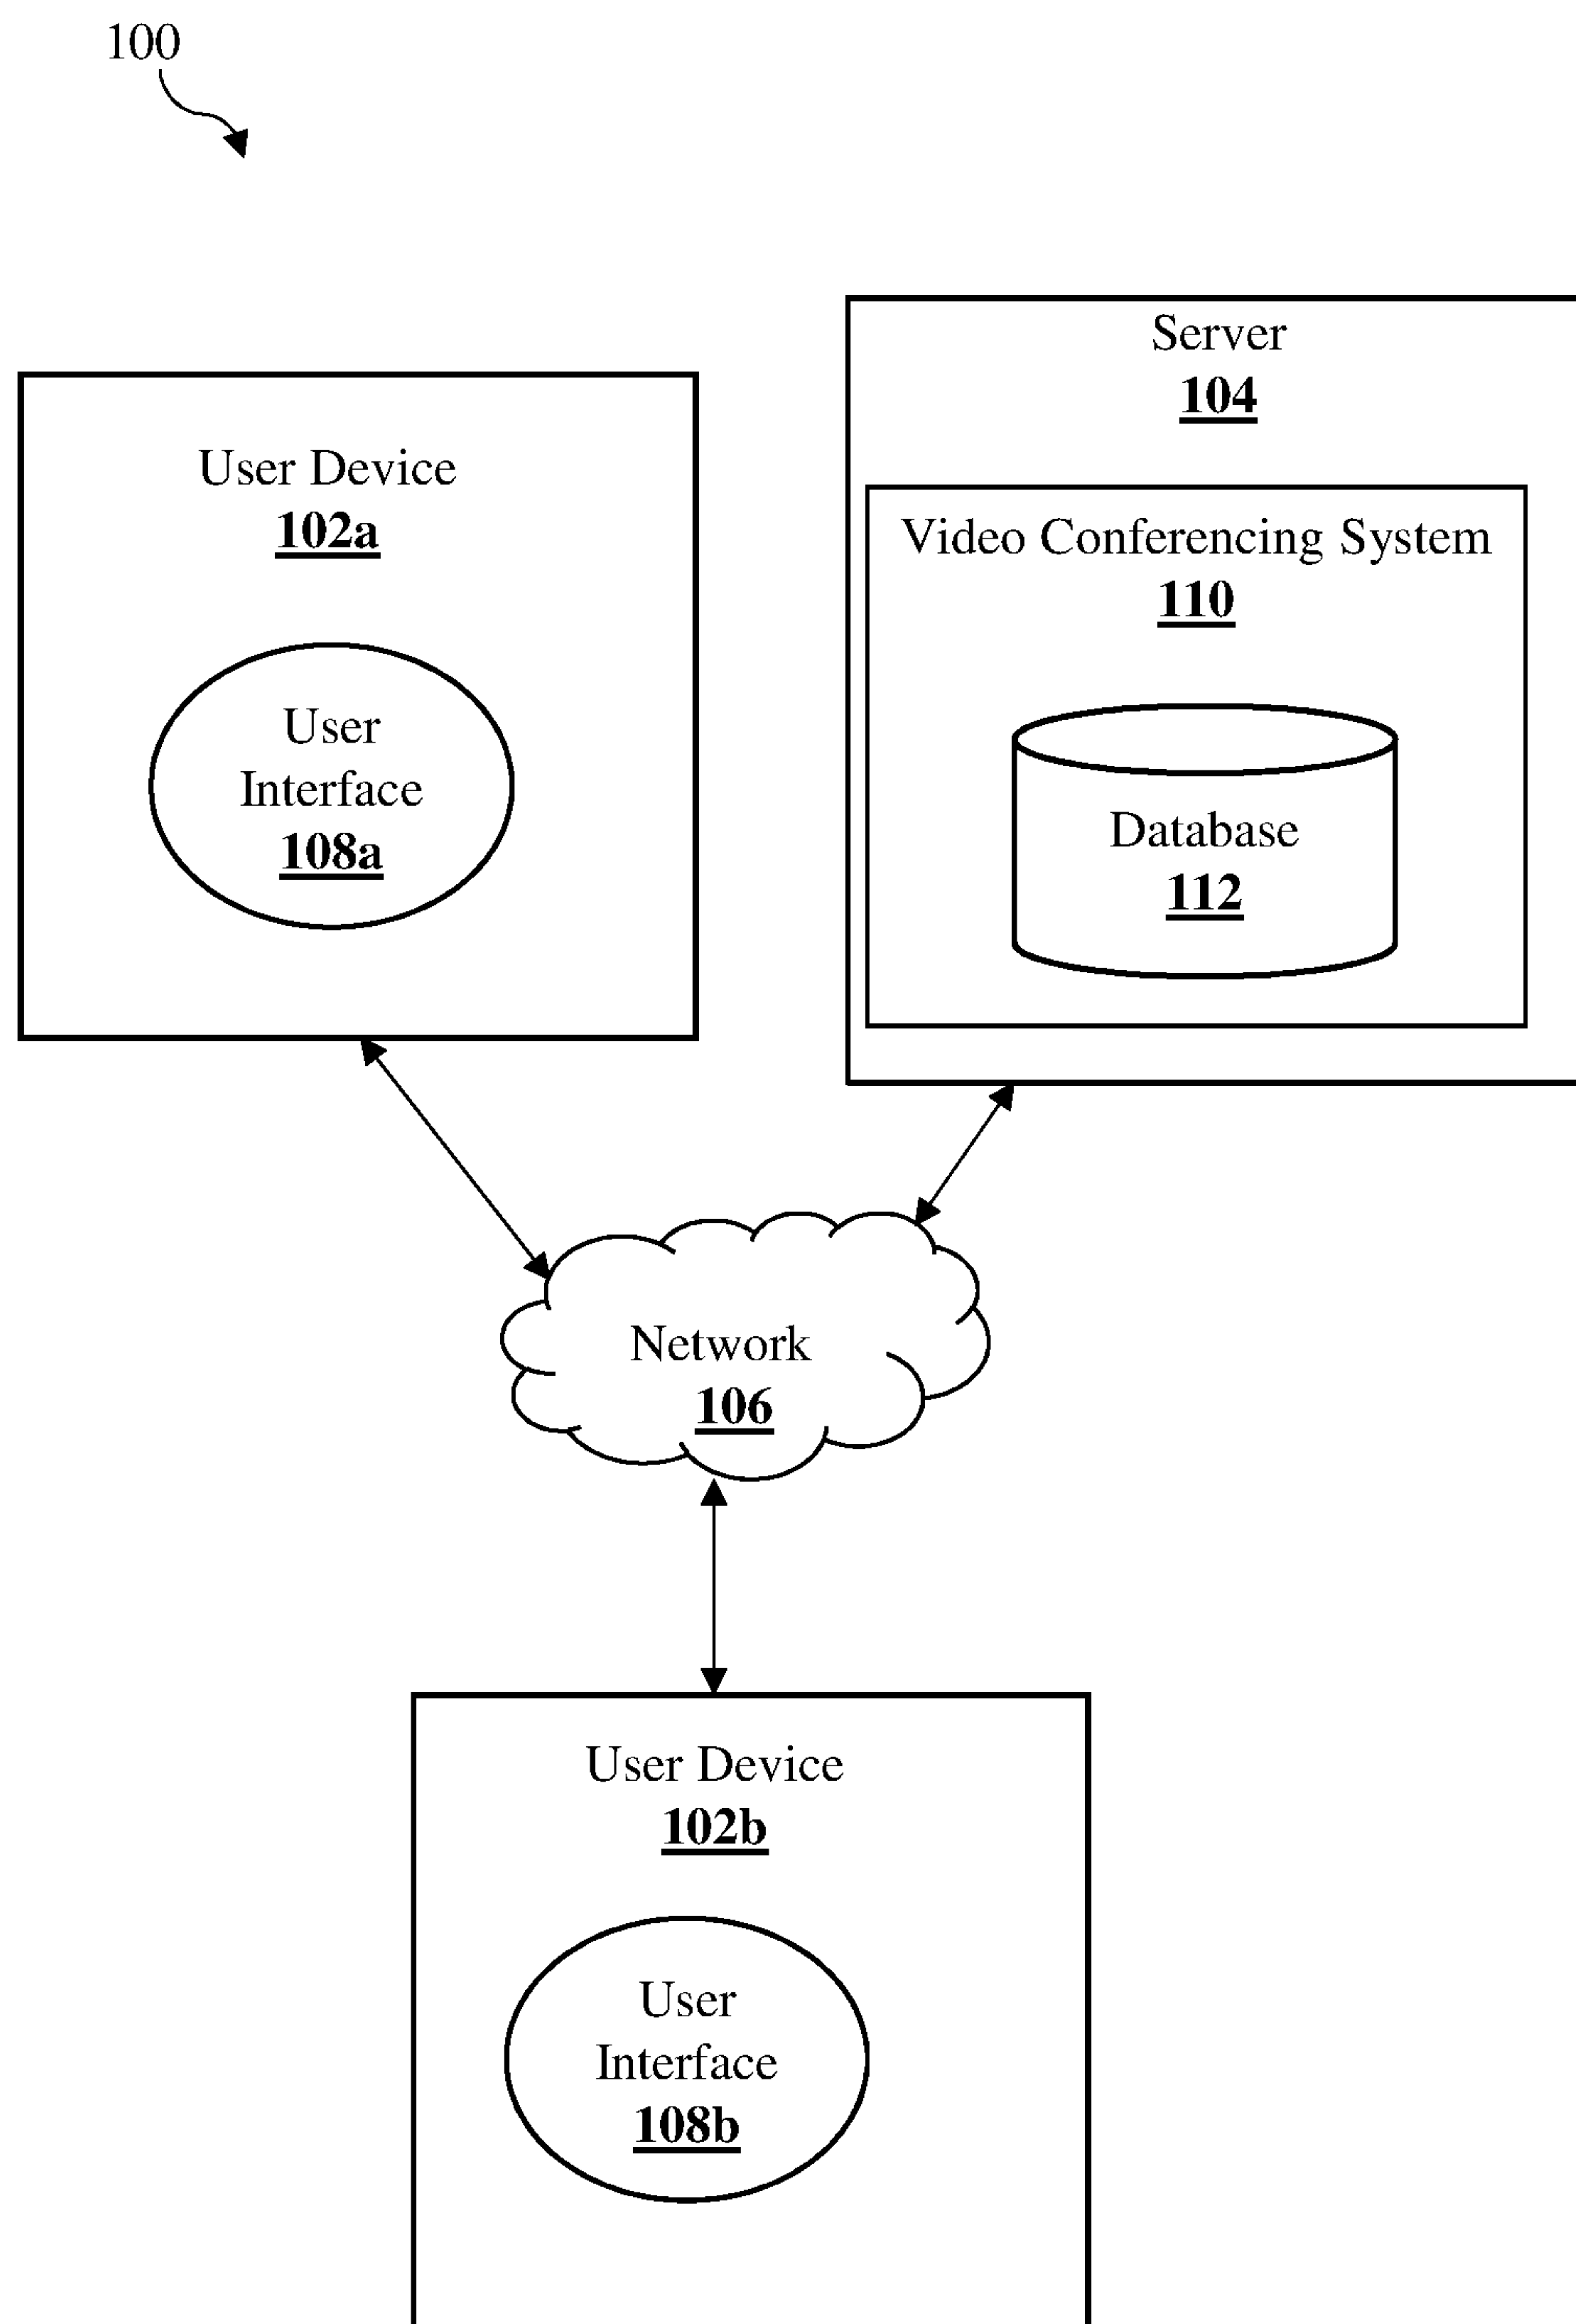 100
Server
104
User Device
102a
Video Conferencing System
110
User
Interface
108a
Database
112
Network
106
User Device
102b
User
Interface
108b